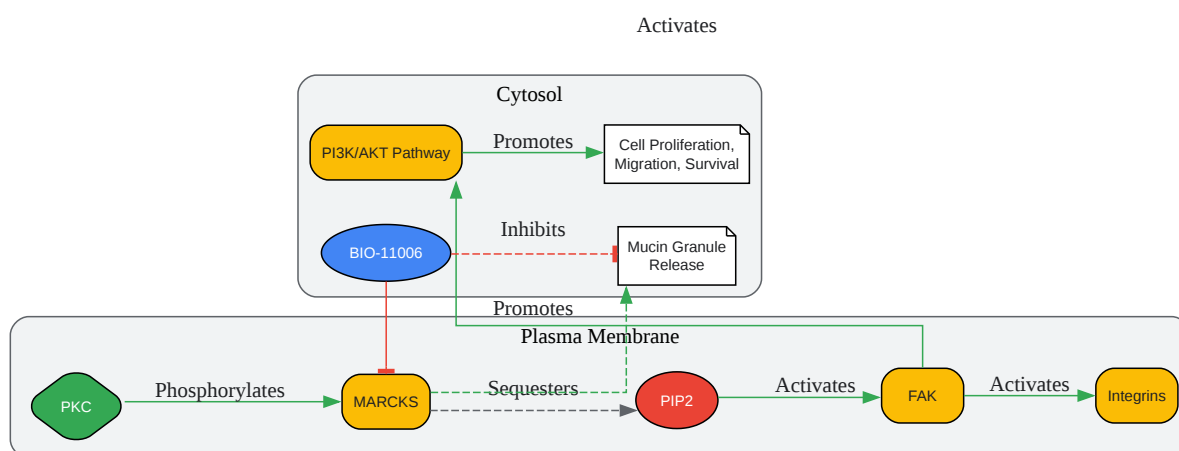 Activates
Cytosol
PI3K/AKT Pathway
Promotes
Cell Proliferation,
Migration, Survival
BIO-11006
Inhibits
Mucin Granule
Release
Promotes
Plasma Membrane
PKC
Phosphorylates
MARCKS
Sequesters
PIP2
Activates
FAK
Activates
Integrins